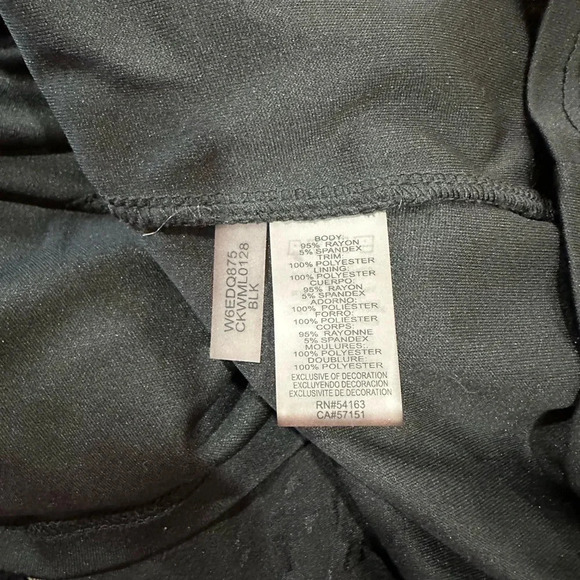 W6EDQ875
CKWML0128
BLK
BODY:
95% RAYON
5% SPANDEX
TRIM:
100% POLYESTER
LINING:
100% POLYESTER
CUERPO:
95% RAYON
5% SPANDEX
ADORNO:
100% POLIESTER
FORRO:
100% POLIESTER
CORPS:
95% RAYONNE
5% SPANDEX
MOULURES:
100% POLYESTER
DOUBLURE:
100% POLYESTER
EXCLUSIVE OF DECORATION
EXCLUYENDO DECORACIÓN
EXCLUSIVITE DE DECORATION
RN#54163
CA#57151